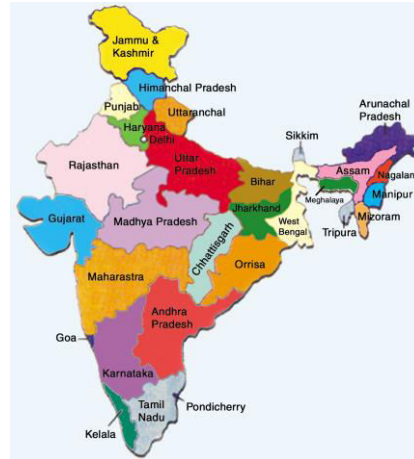 Jammu &
Kashmir
Himanchal Pradesh
Punjab
Uttaranchal
Haryana
Delhi
Arunachal
Pradesh
Sikkim
Rajasthan
Uttar
Pradesh
Assam
Nagalan
Bihar
Meghalaya
Manipur
Gujarat
Madhya Pradesh
Jharkhand
West
Bengal
Mizoram
Tripura
Chhattisgarh
Orrisa
Maharastra
Andhra
Pradesh
Goa
Karnataka
Tamil
Nadu
Pondicherry
Kelala